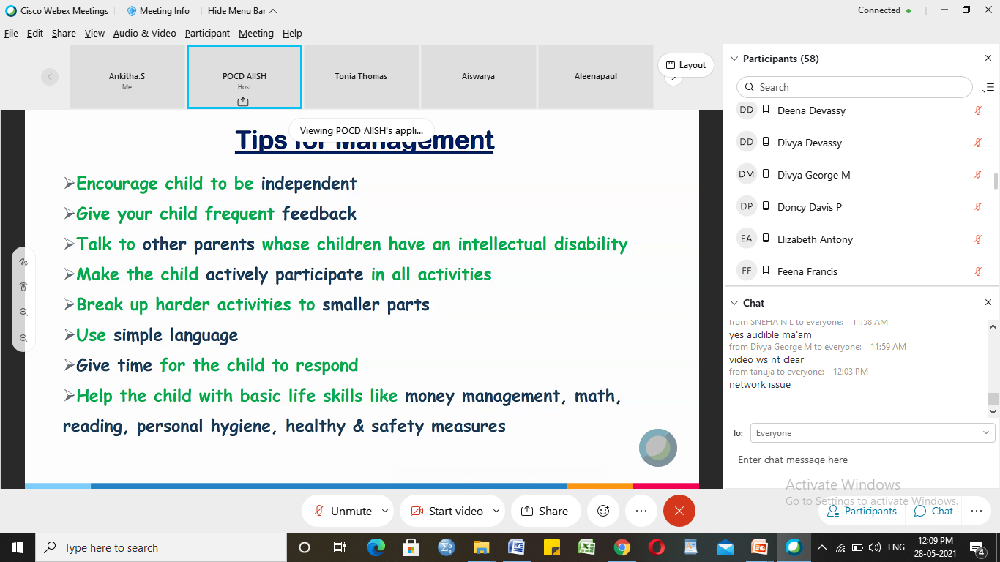 Cisco Webex Meetings
Meeting Info
Hide Menu Bar
Connected
File Edit Share View Audio & Video Participant Meeting Help
Ankitha.S
Me
POCD AIISH
Host
Tonia Thomas
Aiswarya
Aleenapaul
Layout
Viewing POCD AIISH's appli...
Tips for Management
➢Encourage child to be independent
➢Give your child frequent feedback
➢Talk to other parents whose children have an intellectual disability
➢Make the child actively participate in all activities
➢Break up harder activities to smaller parts
➢Use simple language
➢Give time for the child to respond
➢Help the child with basic life skills like money management, math,
reading, personal hygiene, healthy & safety measures
Participants (58)
Search
DD Deena Devassy
DD Divya Devassy
DM Divya George M
DP Doncy Davis P
EA Elizabeth Antony
FF Feena Francis
Chat
from SNEHA N L to everyone: 11:58 AM
yes audible ma'am
from Divya George M to everyone: 11:59 AM
video ws nt clear
from tanuja to everyone: 12:03 PM
network issue
To: Everyone
Enter chat message here
Activate Windows
Go to Settings to activate Windows.
Unmute
Start video
Share
Participants
Chat
Type here to search
ENG
12:09 PM
28-05-2021
4